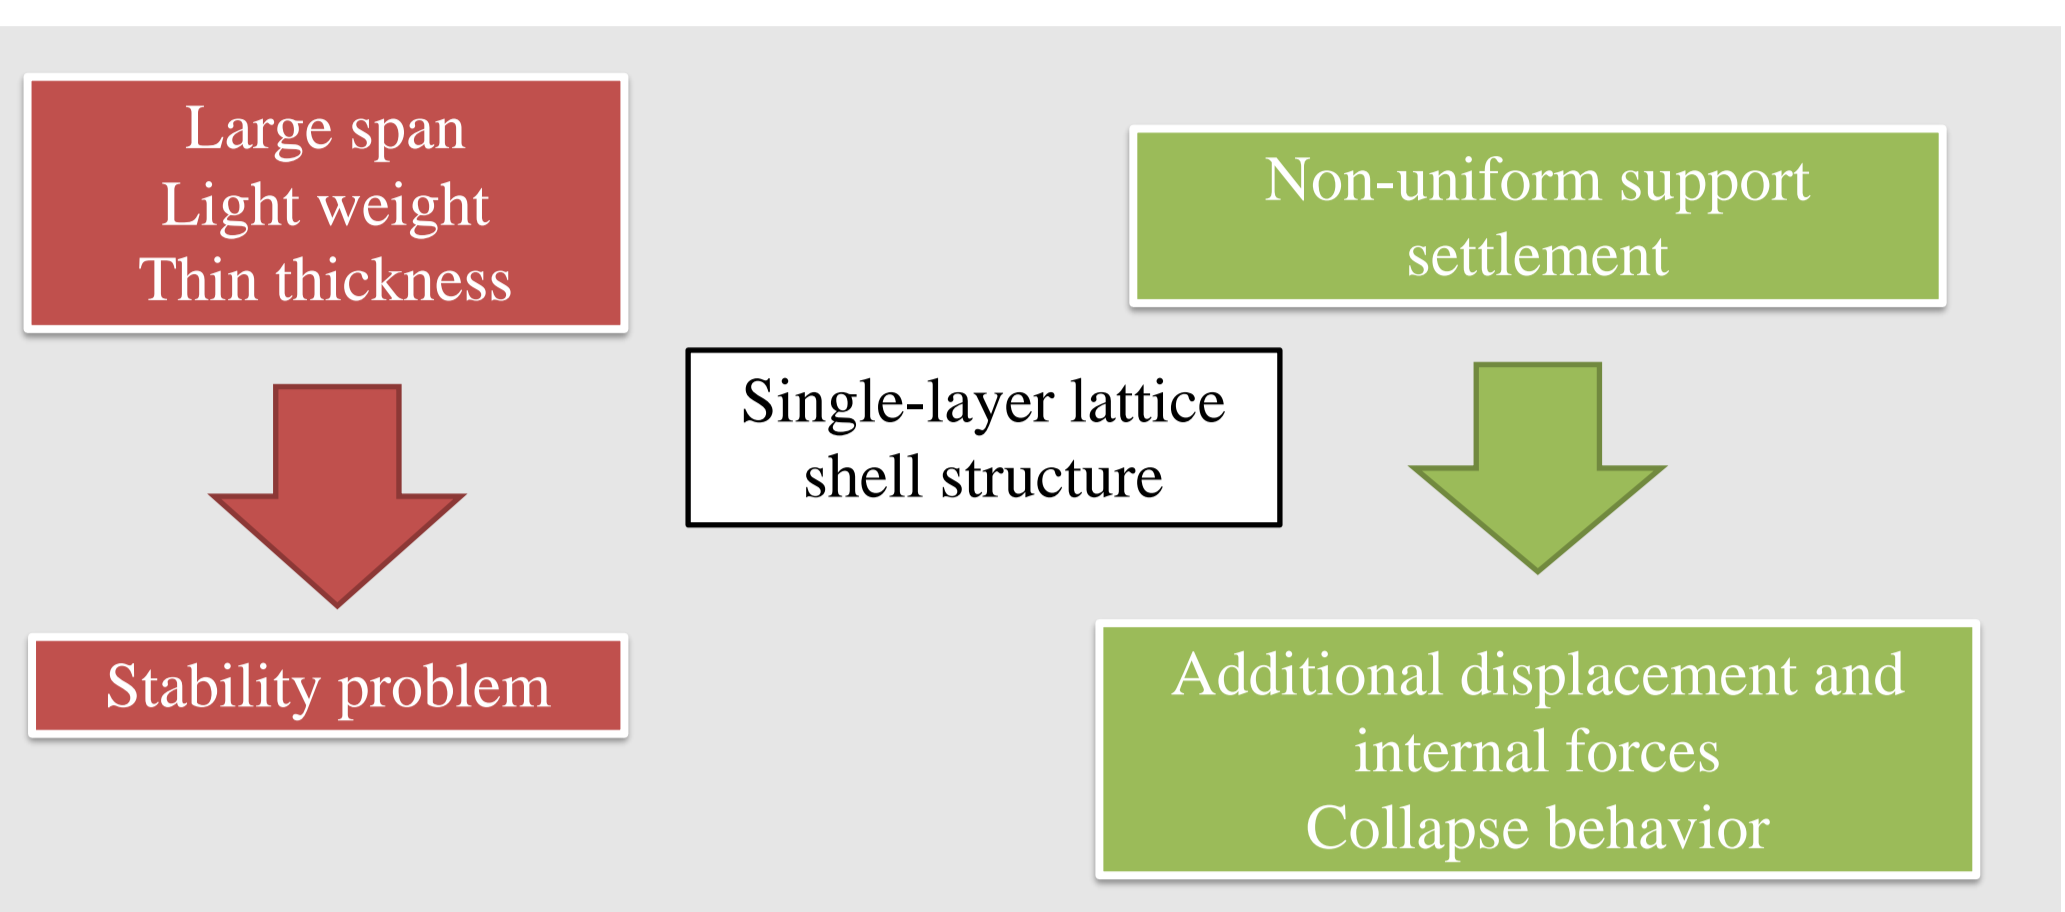 Large span
Light weight
Thin thickness
Non-uniform support
settlement
Single-layer lattice
shell structure
Stability problem
Additional displacement and
internal forces
Collapse behavior